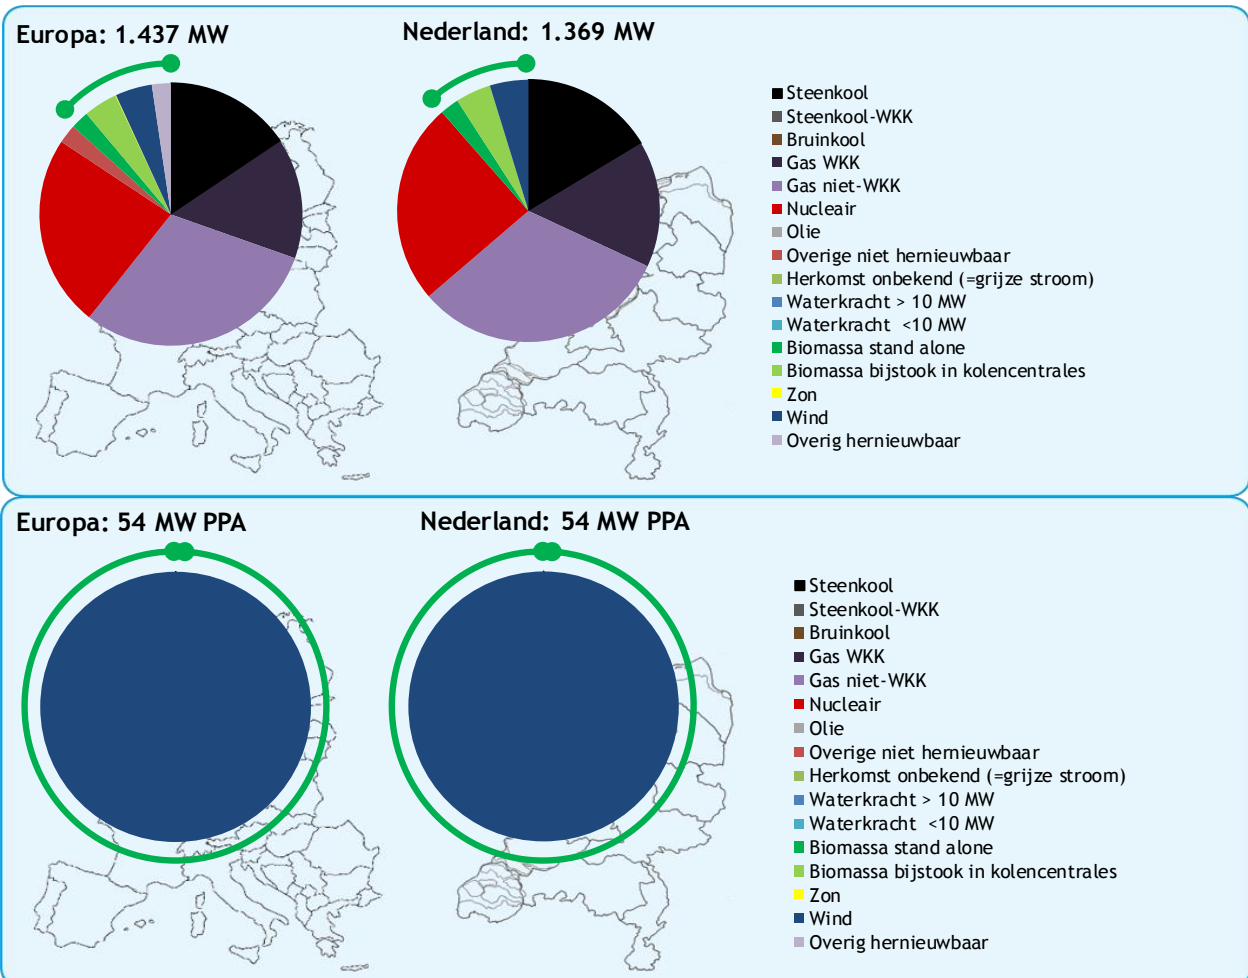 Europa: 1.437 MW
Nederland: 1.369 MW
Steenkool
Steenkool-WKK
Bruinkool
Gas WKK
Gas niet-WKK
Nucleair
Olie
Overige niet hernieuwbaar
Herkomst onbekend (=grijze stroom)
Waterkracht > 10 MW
Waterkracht <10 MW
Biomassa stand alone
Biomassa bijstook in kolencentrales
Zon
Wind
Overig hernieuwbaar
Europa: 54 MW PPA
Nederland: 54 MW PPA
Steenkool
Steenkool-WKK
Bruinkool
Gas WKK
Gas niet-WKK
Nucleair
Olie
Overige niet hernieuwbaar
Herkomst onbekend (=grijze stroom)
Waterkracht > 10 MW
Waterkracht <10 MW
Biomassa stand alone
Biomassa bijstook in kolencentrales
Zon
Wind
Overig hernieuwbaar